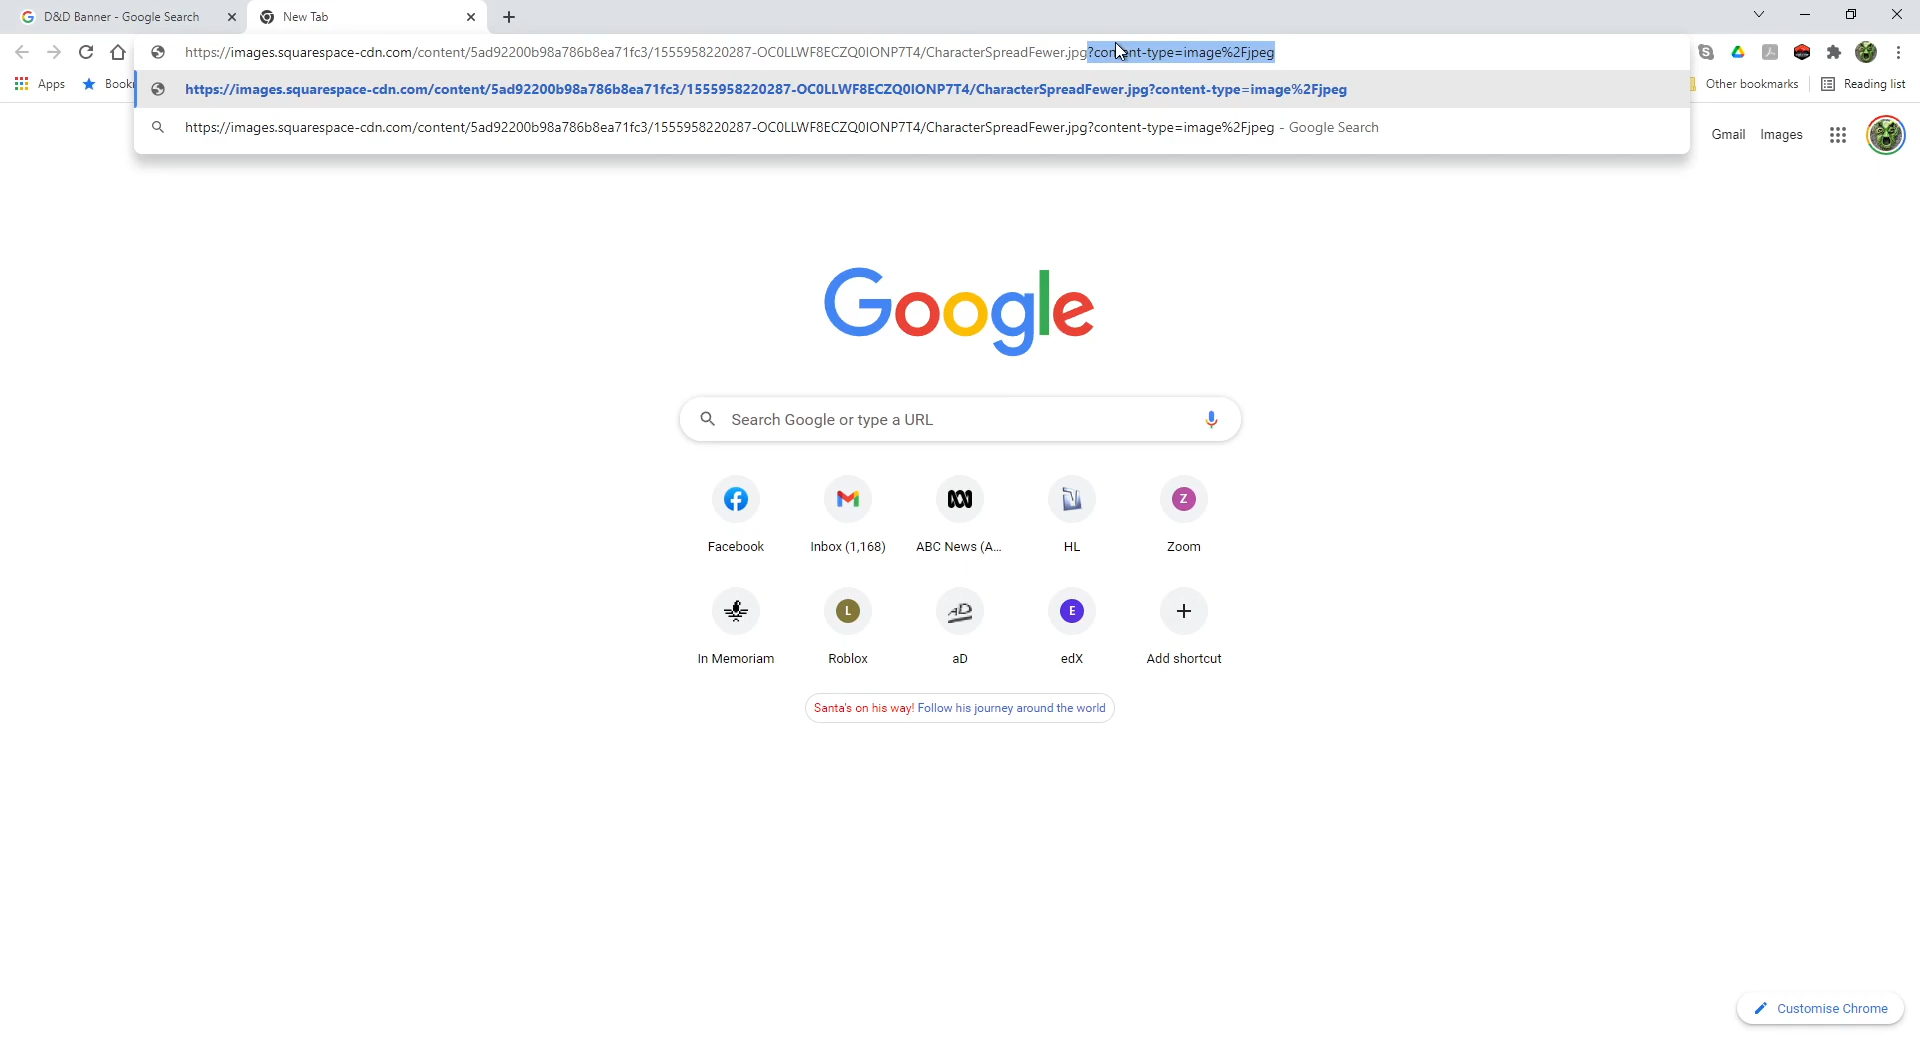 D&D Banner - Google Search
New Tab
https://images.squarespace-cdn.com/content/5ad92200b98a786b8ea71fc3/1555958220287-OC0LLWF8ECZQ0IONP7T4/CharacterSpreadFewer.jpg?content-type=image%2Fjpeg
Apps
https://images.squarespace-cdn.com/content/5ad92200b98a786b8ea71fc3/1555958220287-OC0LLWF8ECZQ0IONP7T4/CharacterSpreadFewer.jpg?content-type=image%2Fjpeg
Other bookmarks
Reading list
https://images.squarespace-cdn.com/content/5ad92200b98a786b8ea71fc3/1555958220287-OC0LLWF8ECZQ0IONP7T4/CharacterSpreadFewer.jpg?content-type=image%2Fjpeg - Google Search
Gmail Images
Google
Search Google or type a URL
Facebook
Inbox (1,168)
ABC News (A...
HL
Z
Zoom
In Memoriam
L
Roblox
aD
aD
E
edX
Add shortcut
Santa's on his way! Follow his journey around the world
Customise Chrome